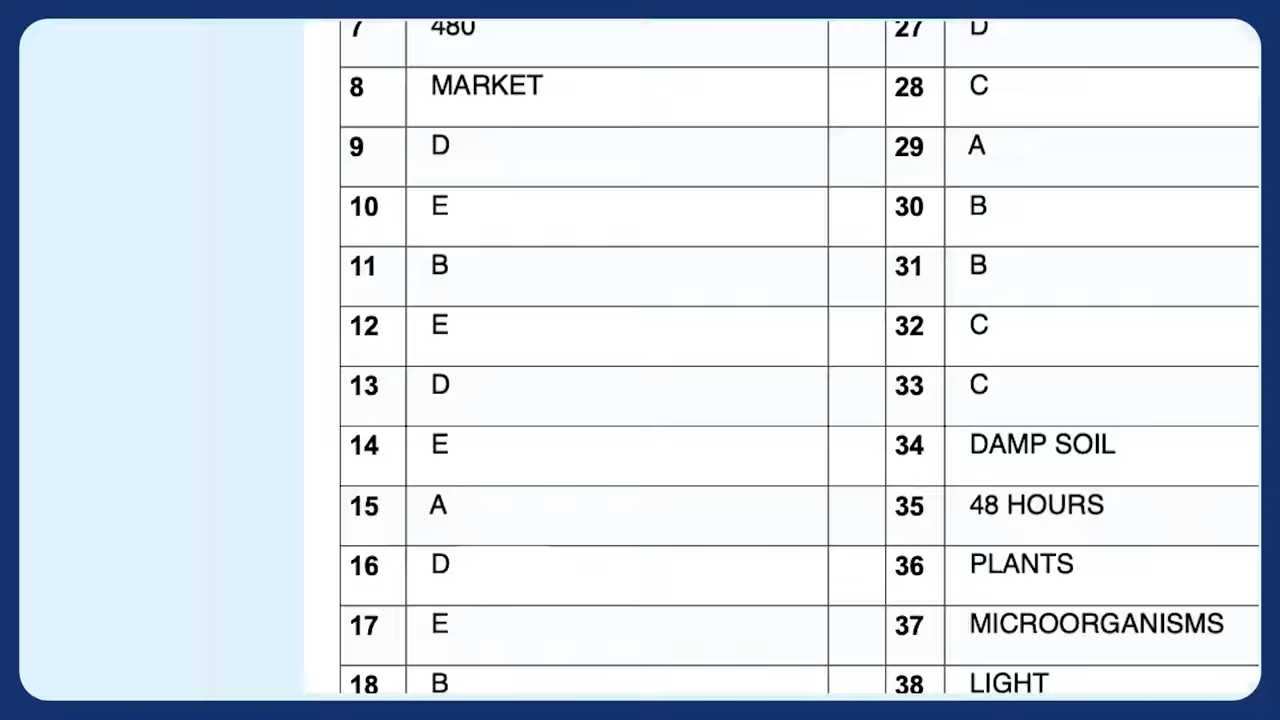 7 480 27 D
8 MARKET 28 C
9 D 29 A
10 E 30 B
11 B 31 B
12 E 32 C
13 D 33 C
14 E 34 DAMP SOIL
15 A 35 48 HOURS
16 D 36 PLANTS
17 E 37 MICROORGANISMS
18 B 38 LIGHT